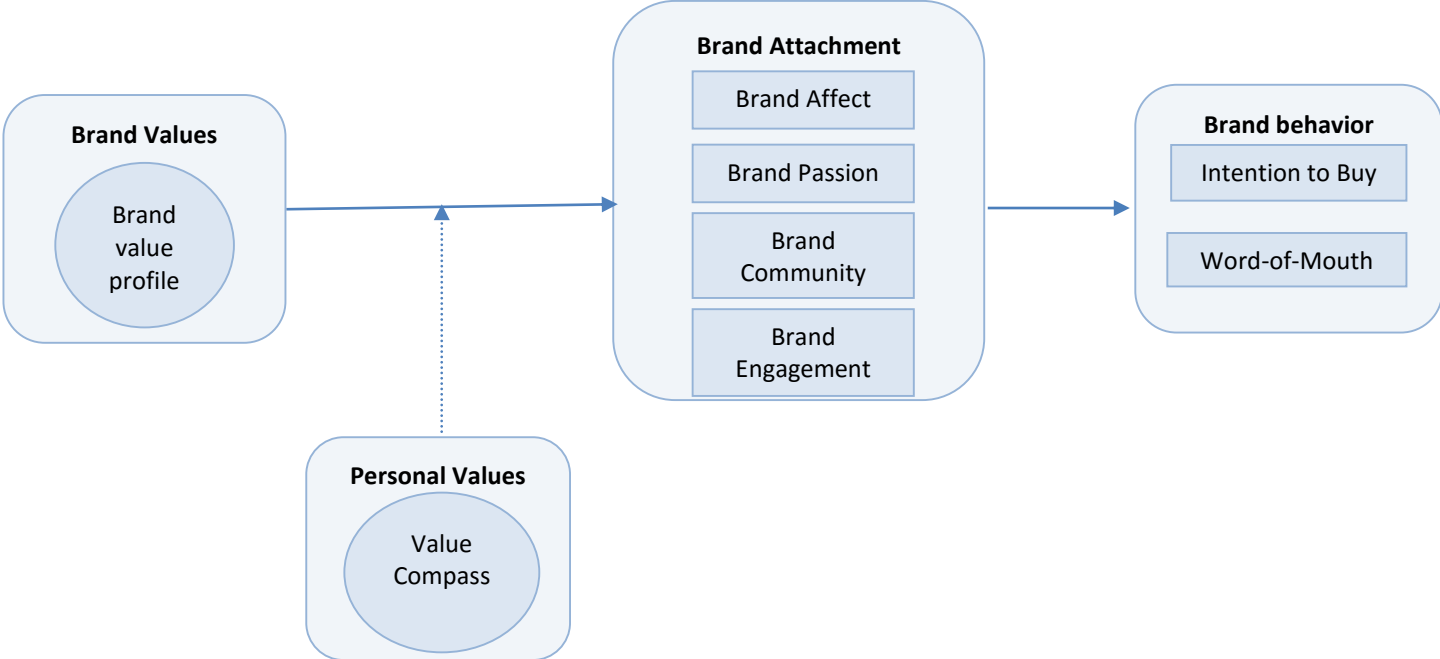 Brand Values
Brand
value
profile
Brand Attachment
Brand Affect
Brand Passion
Brand
Community
Brand
Engagement
Brand behavior
Intention to Buy
Word-of-Mouth
Personal Values
Value
Compass